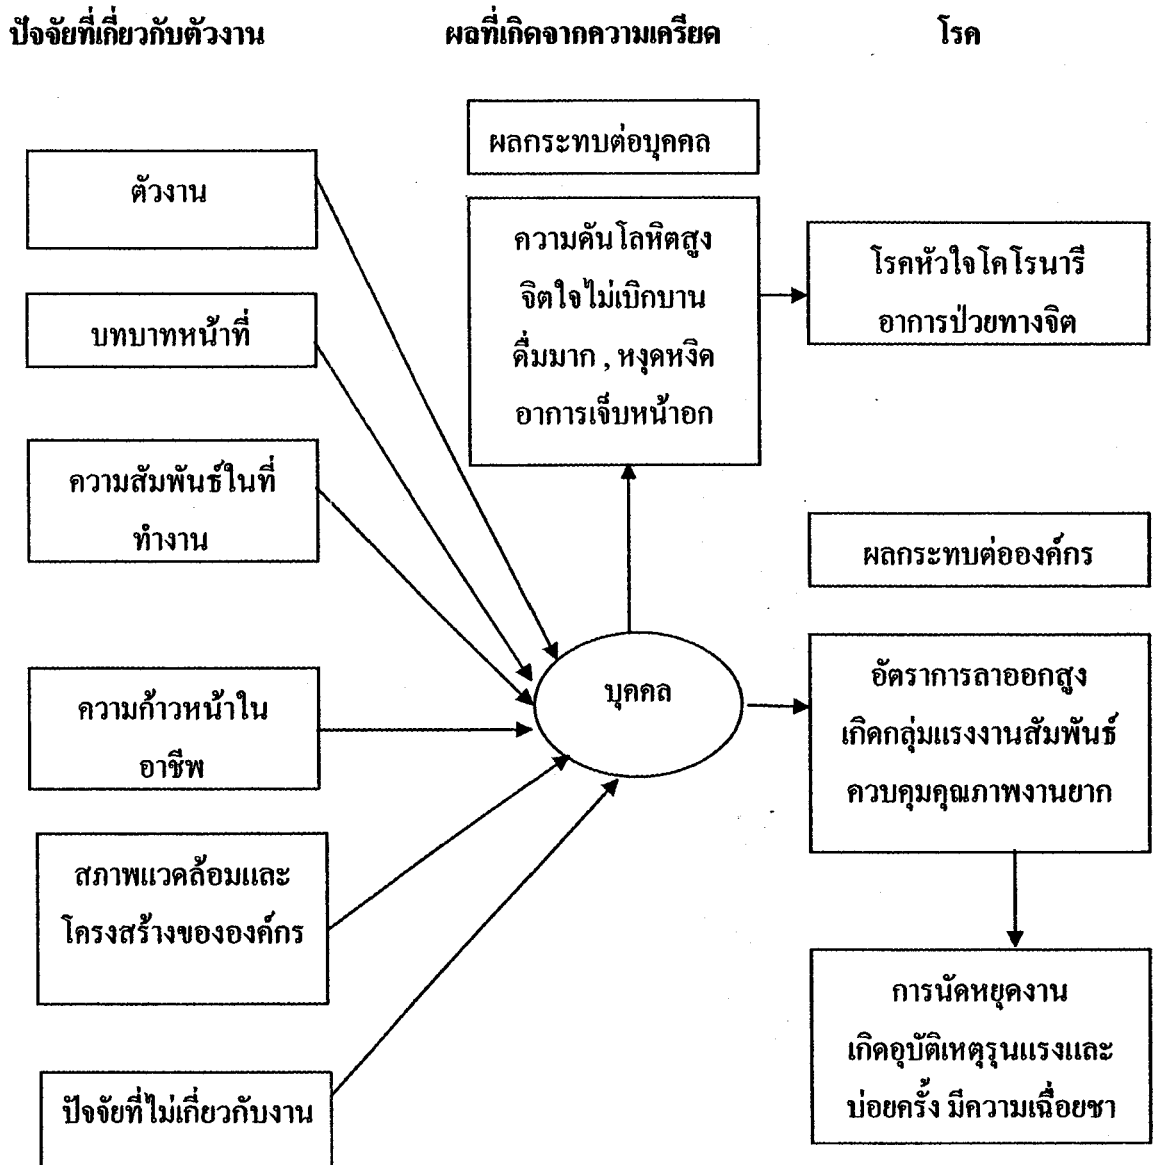 ปัจจัยที่เกี่ยวกับตัวงาน
ผลที่เกิดจากความเครียด
โรค
ตัวงาน
บทบาทหน้าที่
ความสัมพันธ์ในที่
ทำงาน
ความก้าวหน้าใน
อาชีพ
สภาพแวดล้อมและ
โครงสร้างขององค์กร
ปัจจัยที่ไม่เกี่ยวกับงาน
บุคคล
ผลกระทบต่อบุคคล
ความดันโลหิตสูง
จิตใจไม่เบิกบาน
ดื่มมาก , หงุดหงิด
อาการเจ็บหน้าอก
โรคหัวใจโคโรนารี
อาการป่วยทางจิต
ผลกระทบต่อองค์กร
อัตราการลาออกสูง
เกิดกลุ่มแรงงานสัมพันธ์
ควบคุมคุณภาพงานยาก
การนัดหยุดงาน
เกิดอุบัติเหตุรุนแรงและ
บ่อยครั้ง มีความเฉื่อยชา